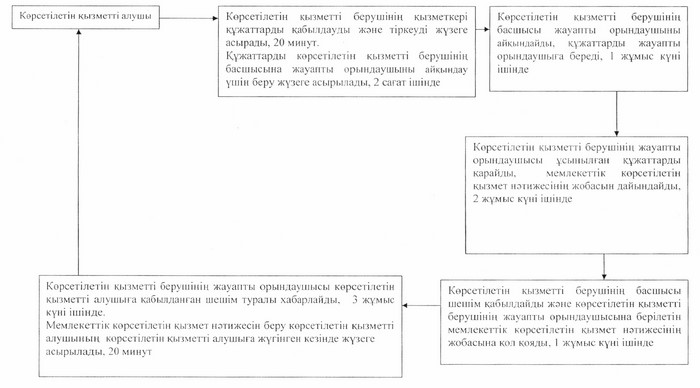 Көрсетілетін қызметті алушы
Көрсетілетін қызметті берушінің қызметкері
құжаттарды қабылдауды және тіркеуді жүзеге
асырады, 20 минут.
Құжаттарды көрсетілетін қызметті берушінің
басшысына жауапты орындаушыны айқындау
үшін беру жүзеге асырылады, 2 сағат ішінде
Көрсетілетін қызметті берушінің
басшысы жауапты орындаушыны
айқындайды, құжаттарды жауапты
орындаушыға береді, 1 жұмыс күні
ішінде
Көрсетілетін қызметті берушінің жауапты
орындаушысы ұсынылған құжаттарды
қарайды, мемлекеттік көрсетілетін
қызмет нәтижесінің жобасын дайындайды,
2 жұмыс күні ішінде
Көрсетілетін қызметті берушінің басшысы
шешім қабылдайды және көрсетілетін қызметті
берушінің жауапты орындаушысына берілетін
мемлекеттік көрсетілетін қызмет нәтижесінің
жобасына қол қояды, 1 жұмыс күні ішінде
Көрсетілетін қызметті берушінің жауапты орындаушысы көрсетілетін
қызметті алушыға қабылданған шешім туралы хабарлайды, 3 жұмыс
күні ішінде.
Мемлекеттік көрсетілетін қызмет нәтижесін беру көрсетілетін қызметті
алушының көрсетілетін қызметті алушыға жүгінген кезінде жүзеге
асырылады, 20 минут